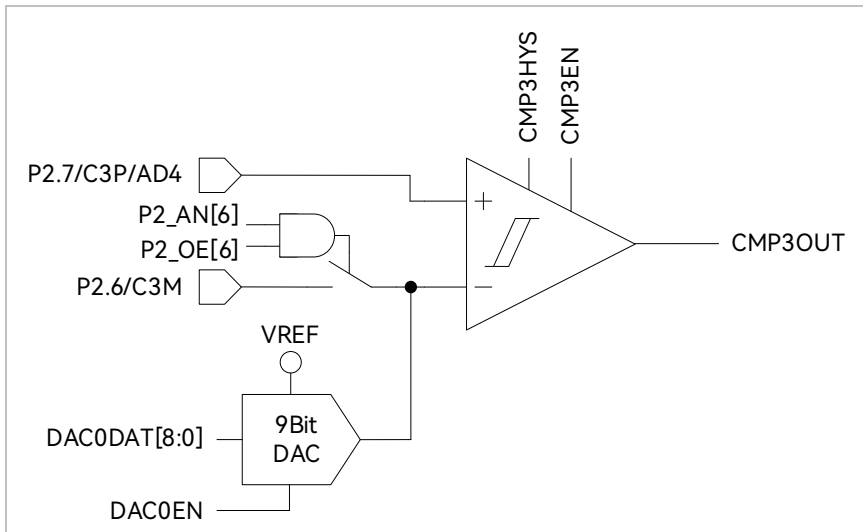 CMP3HYS
CMP3EN
P2.7/C3P/AD4
+
P2_AN[6]
P2_OE[6]
CMP3OUT
P2.6/C3M
−
VREF
DAC0DAT[8:0]
9Bit
DAC
DAC0EN